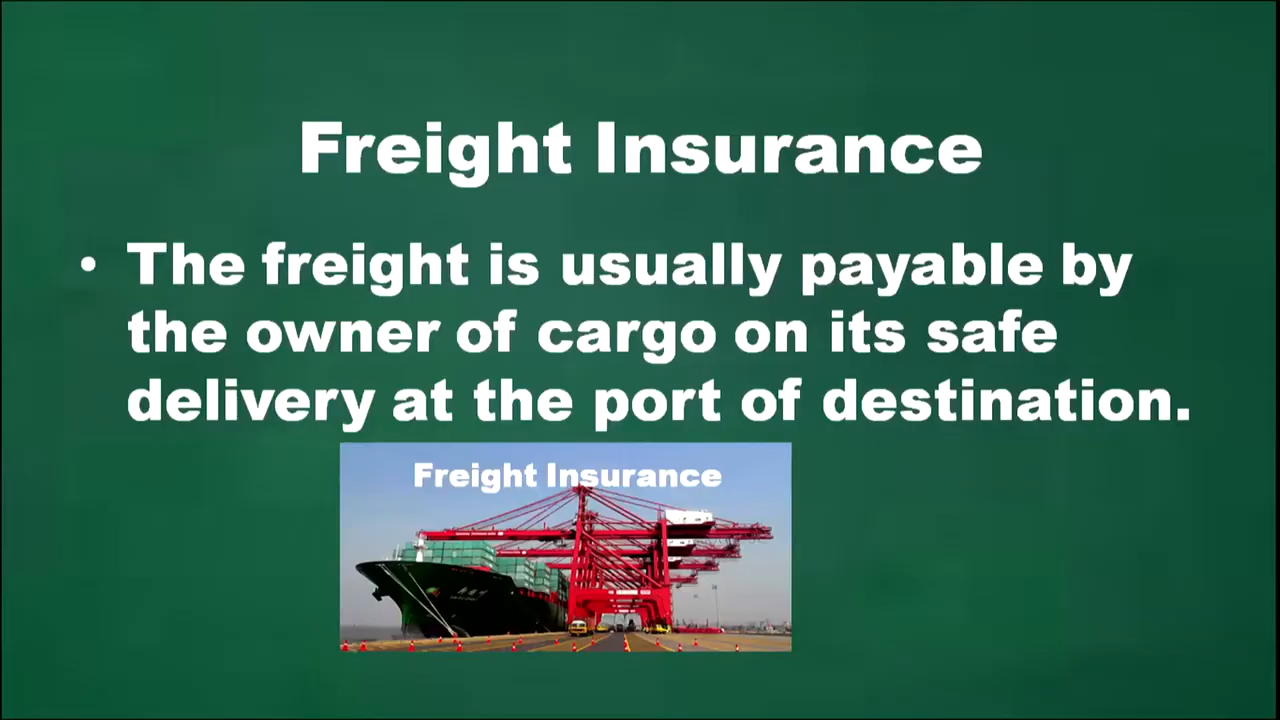 Freight Insurance
• The freight is usually payable by
the owner of cargo on its safe
delivery at the port of destination.
Freight Insurance